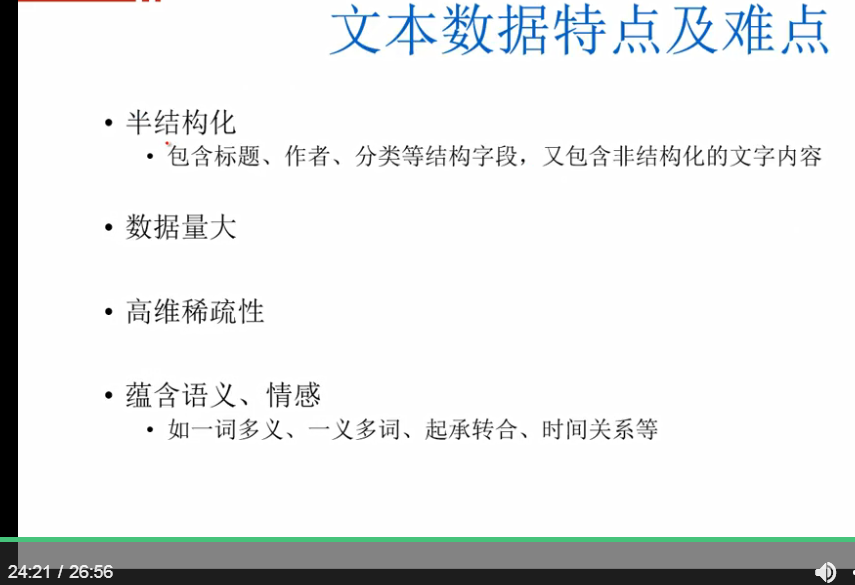 文本数据特点及难点
• 半结构化
• 包含标题、作者、分类等结构字段，又包含非结构化的文字内容
• 数据量大
• 高维稀疏性
• 蕴含语义、情感
• 如一词多义、一义多词、起承转合、时间关系等
24:21 / 26:56